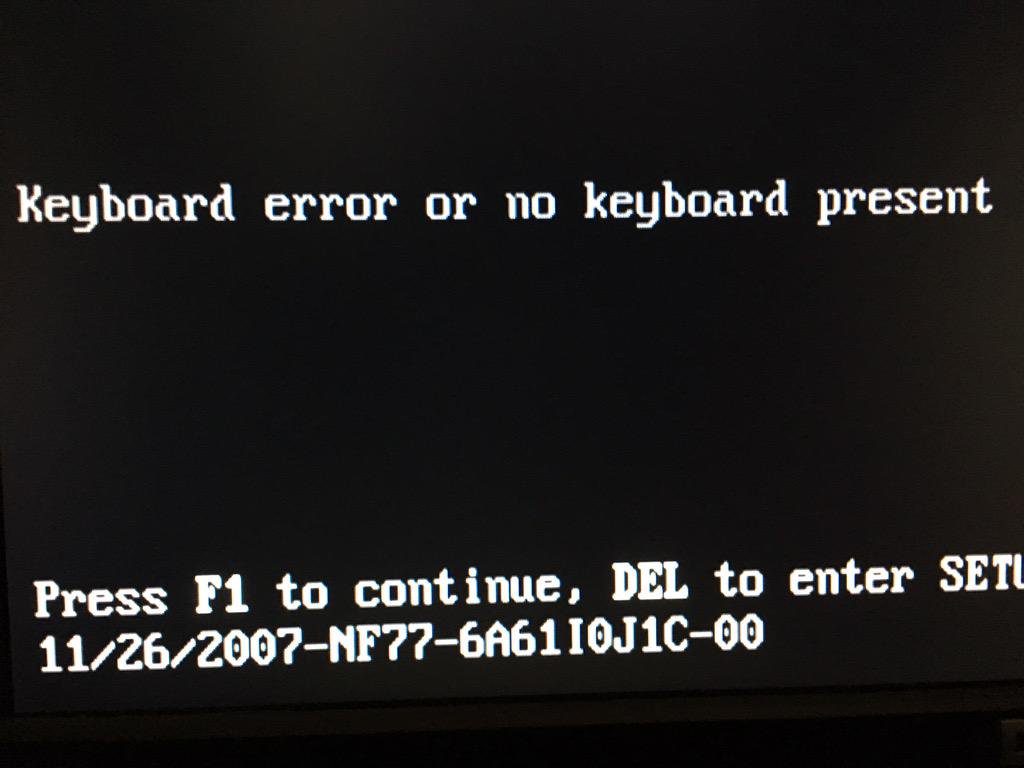 Keyboard error or no keyboard present
Press F1 to continue, DEL to enter SETU
11/26/2007-NF77-6A61I0J1C-00